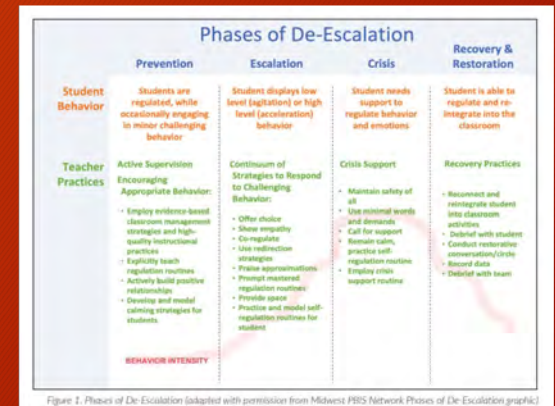 Phases of De-Escalation
Prevention
Escalation
Crisis
Recovery &
Restoration
Student
Behavior
Students are
regulated, while
occasionally engaging
in minor challenging
behavior
Student displays low
level (agitation) or high
level (acceleration)
behavior
Student needs
support to
regulate behavior
and emotions
Student is able to
regulate and re-
integrate into the
classroom
Teacher
Practices
Active Supervision
Encouraging
Appropriate Behavior:
• Employ evidence-based
classroom management
strategies and high-
quality instructional
practices
• Explicitly teach
regulation routines
• Actively build positive
relationships
• Develop and model
calming strategies for
students
Continuum of
Strategies to Respond
to Challenging
Behavior:
• Offer choice
• Show empathy
• Co-regulate
• Use redirection
strategies
• Praise approximations
• Prompt mastered
regulation routines
• Provide space
• Practice and model self-
regulation routines for
student
Crisis Support
• Maintain safety of
all
• Use minimal words
and demands
• Call for support
• Remain calm,
practice self-
regulation routine
• Employ crisis
support routine
Recovery Practices
• Reconnect and
reintegrate student
into classroom
activities
• Debrief with student
• Conduct restorative
conversation/circle
• Record data
• Debrief with team
BEHAVIOR INTENSITY
Figure 1. Phases of De-Escalation (adapted with permission from Midwest PBIS Network Phases of De-Escalation graphic)